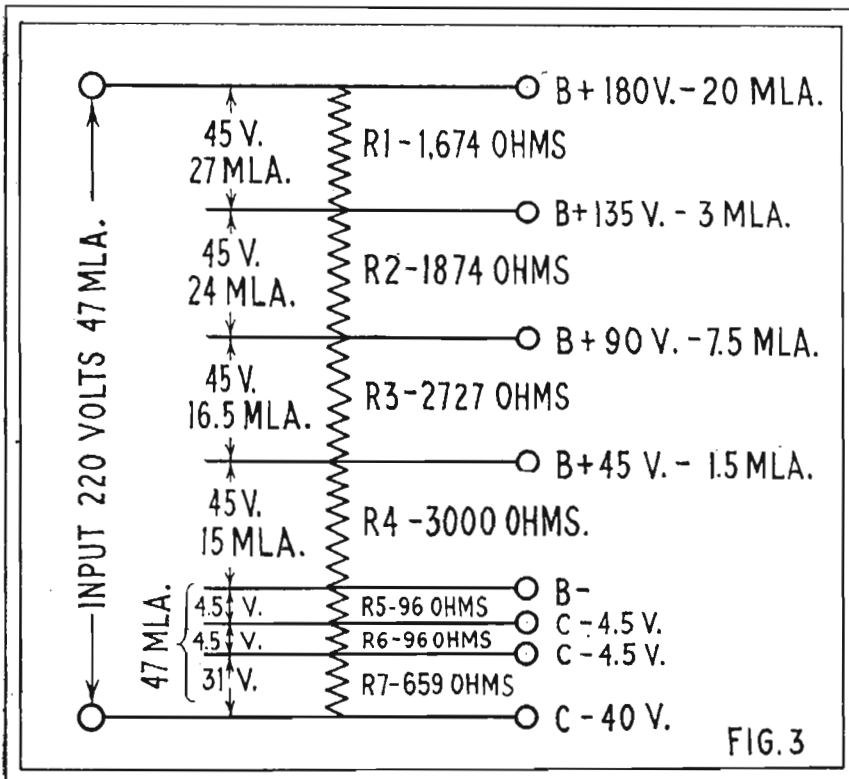 B+ 180V. - 20 MLA.
45 V.
27 MLA.
R1 - 1,674 OHMS
B+ 135 V. - 3 MLA.
45 V.
24 MLA.
R2 - 1874 OHMS
B+ 90 V. - 7.5 MLA.
45 V.
16.5 MLA.
R3 - 2727 OHMS
B+ 45 V. - 1.5 MLA.
45 V.
15 MLA.
R4 - 3000 OHMS.
INPUT 220 VOLTS 47 MLA.
B-
47 MLA.
4.5 V.
R5 - 96 OHMS
C - 4.5 V.
4.5 V.
R6 - 96 OHMS
C - 4.5 V.
31 V.
R7 - 659 OHMS
C - 40 V.
FIG. 3